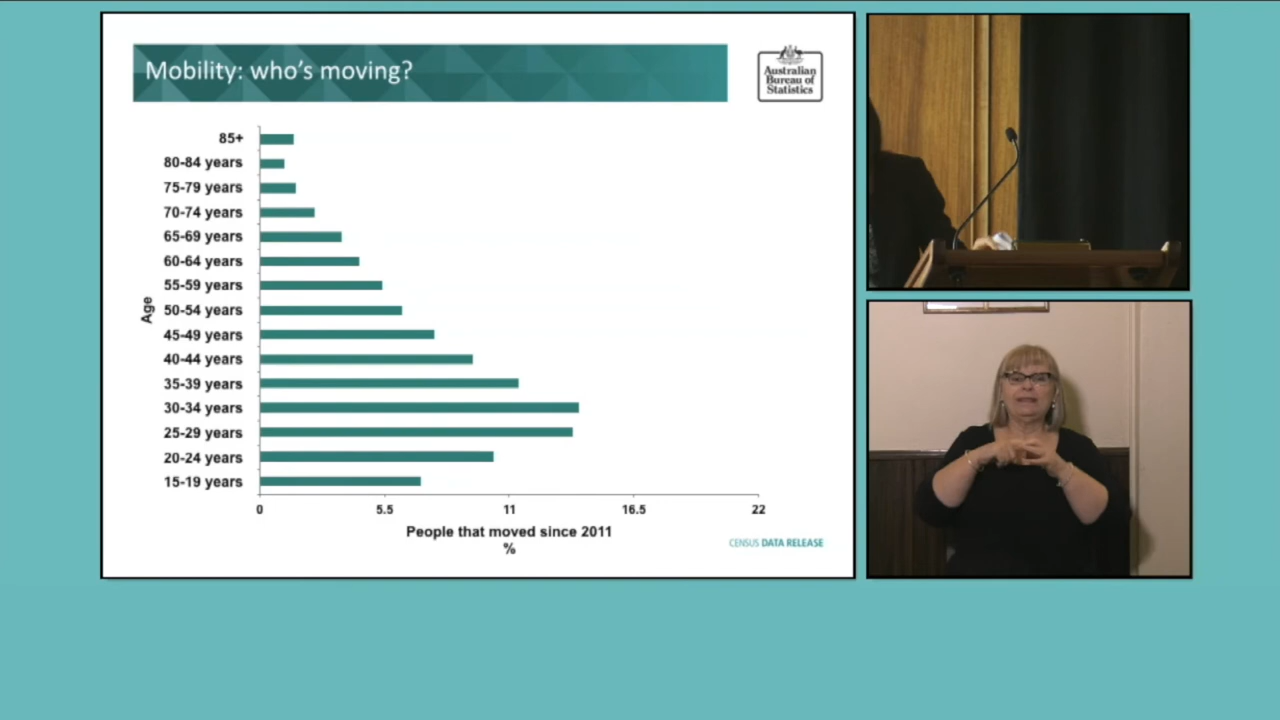 Mobility: who's moving?
Australian
Bureau of
Statistics
85+
80-84 years
75-79 years
70-74 years
65-69 years
60-64 years
55-59 years
50-54 years
45-49 years
40-44 years
35-39 years
30-34 years
25-29 years
20-24 years
15-19 years
Age
0 5.5 11 16.5 22
People that moved since 2011
%
CENSUS DATA RELEASE